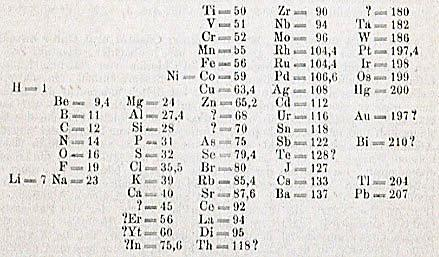 Ti = 50 Zr = 90 ? = 180
V = 51 Nb = 94 Ta = 182
Cr = 52 Mo = 96 W = 186
Mn = 55 Rh = 104,4 Pt = 197,4
Fe = 56 Ru = 104,4 Ir = 198
Ni = Co = 59 Pd = 106,6 Os = 199
H = 1 Cu = 63,4 Ag = 108 Hg = 200
Be = 9,4 Mg = 24 Zn = 65,2 Cd = 112
B = 11 Al = 27,4 ? = 68 Ur = 116 Au = 197?
C = 12 Si = 28 ? = 70 Sn = 118
N = 14 P = 31 As = 75 Sb = 122 Bi = 210?
O = 16 S = 32 Se = 79,4 Te = 128?
F = 19 Cl = 35,5 Br = 80 J = 127
Li = 7 Na = 23 K = 39 Rb = 85,4 Cs = 133 Tl = 204
Ca = 40 Sr = 87,6 Ba = 137 Pb = 207
? = 45 Ce = 92
?Er = 56 La = 94
?Yt = 60 Di = 95
?In = 75,6 Th = 118?